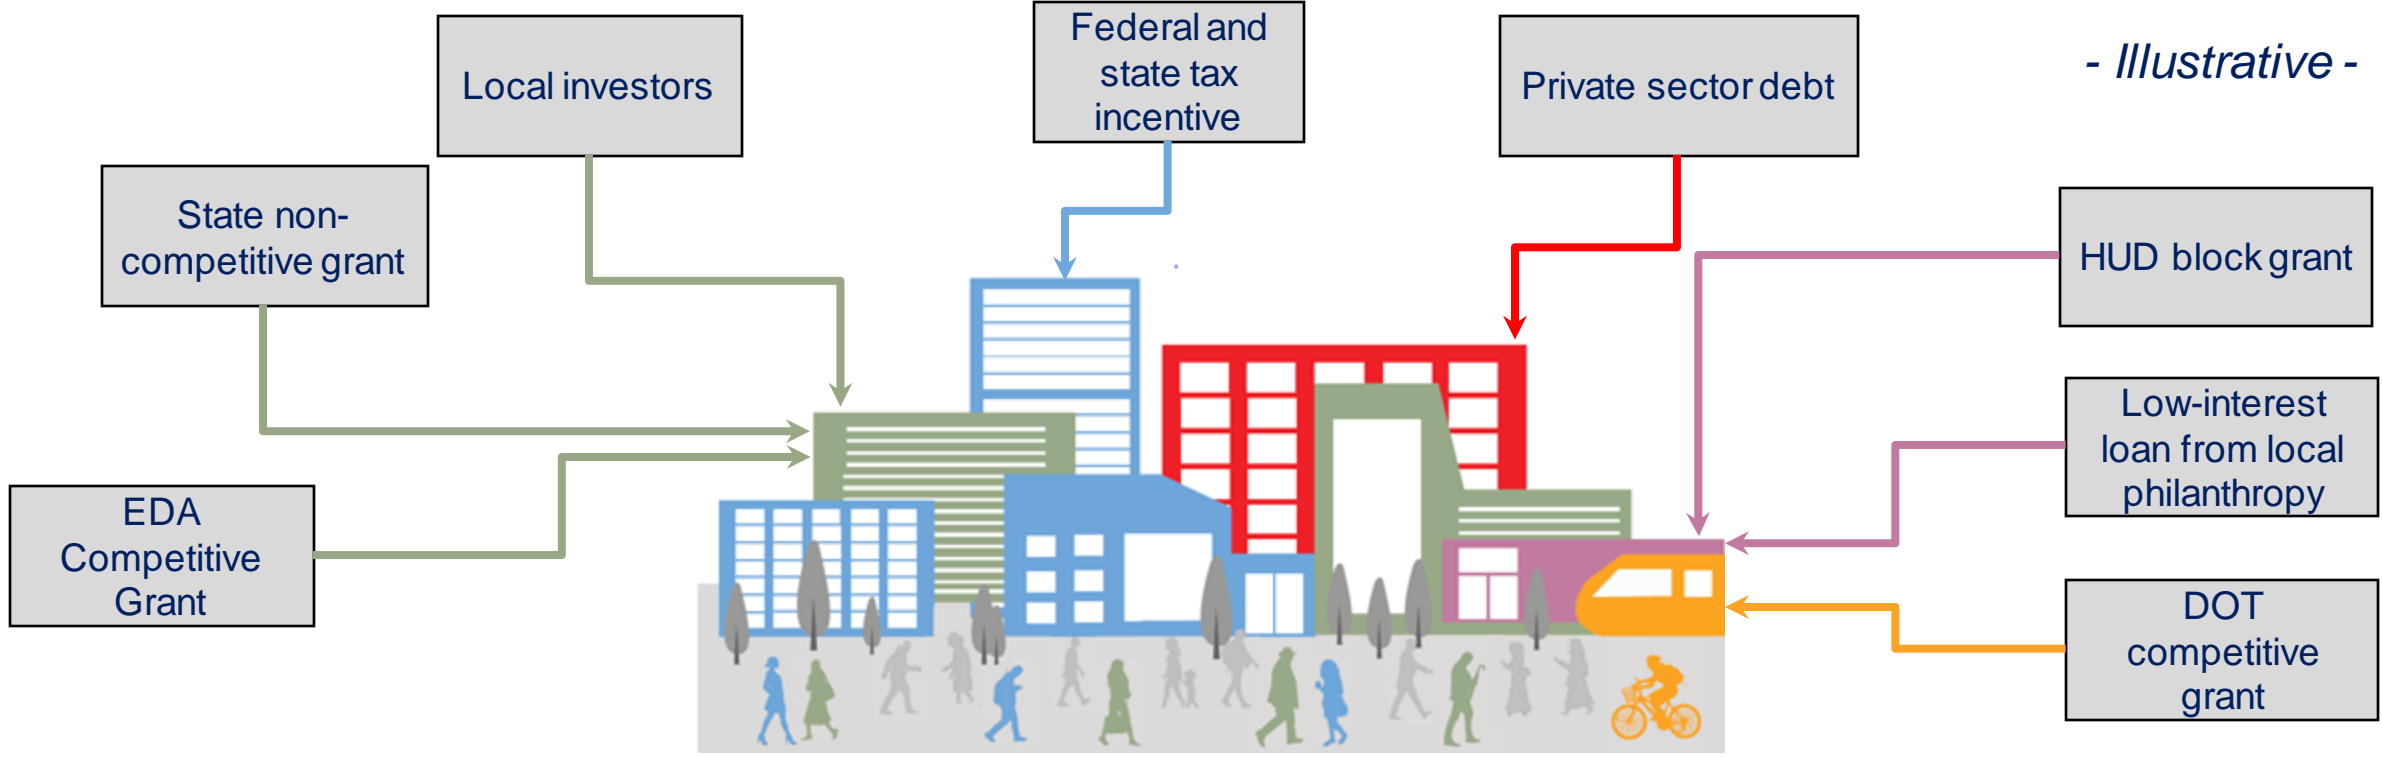 Local investors
Federal and
state tax
incentive
Private sector debt
- Illustrative -
State non-
competitive grant
HUD block grant
Low-interest
loan from local
philanthropy
EDA
Competitive
Grant
DOT
competitive
grant